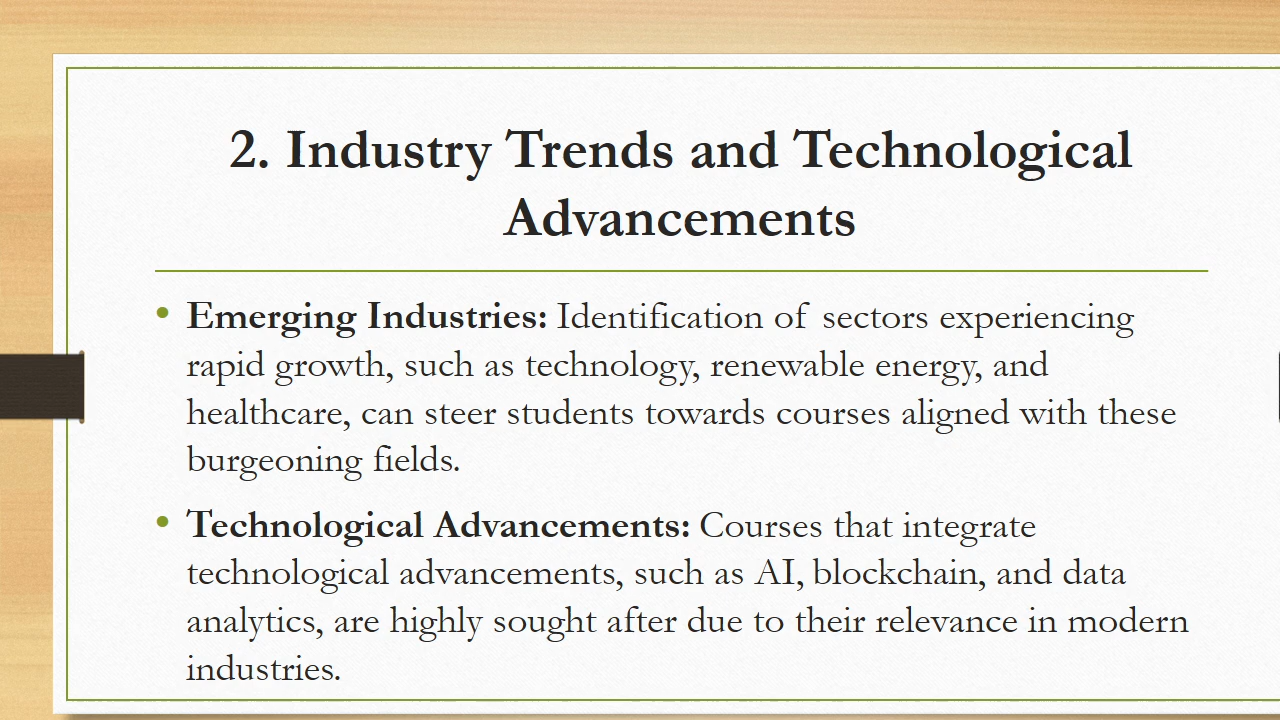 2. Industry Trends and Technological
Advancements
• Emerging Industries: Identification of sectors experiencing
rapid growth, such as technology, renewable energy, and
healthcare, can steer students towards courses aligned with these
burgeoning fields.
• Technological Advancements: Courses that integrate
technological advancements, such as AI, blockchain, and data
analytics, are highly sought after due to their relevance in modern
industries.